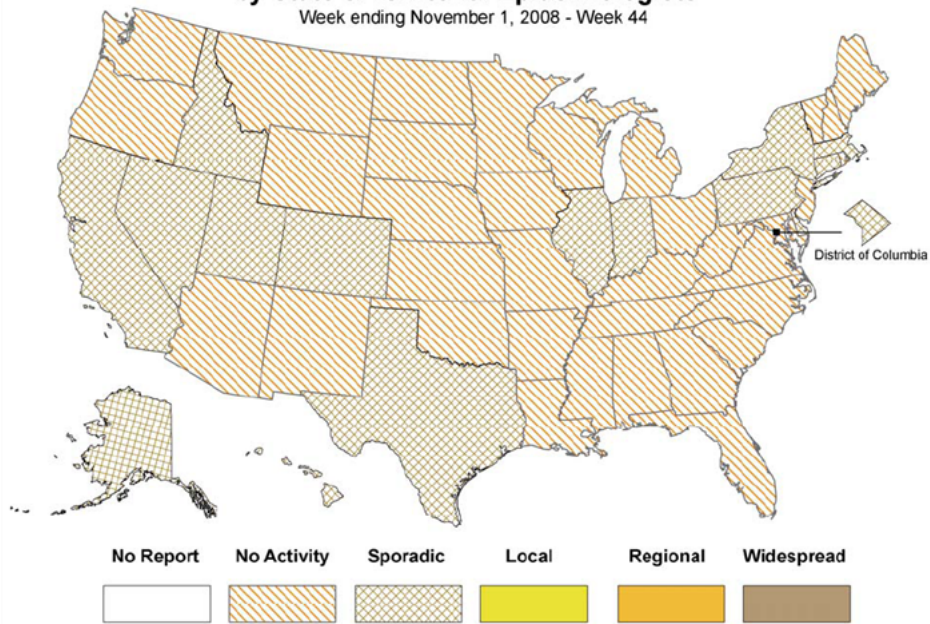 Week ending November 1, 2008 - Week 44
District of Columbia
No Report
No Activity
Sporadic
Local
Regional
Widespread